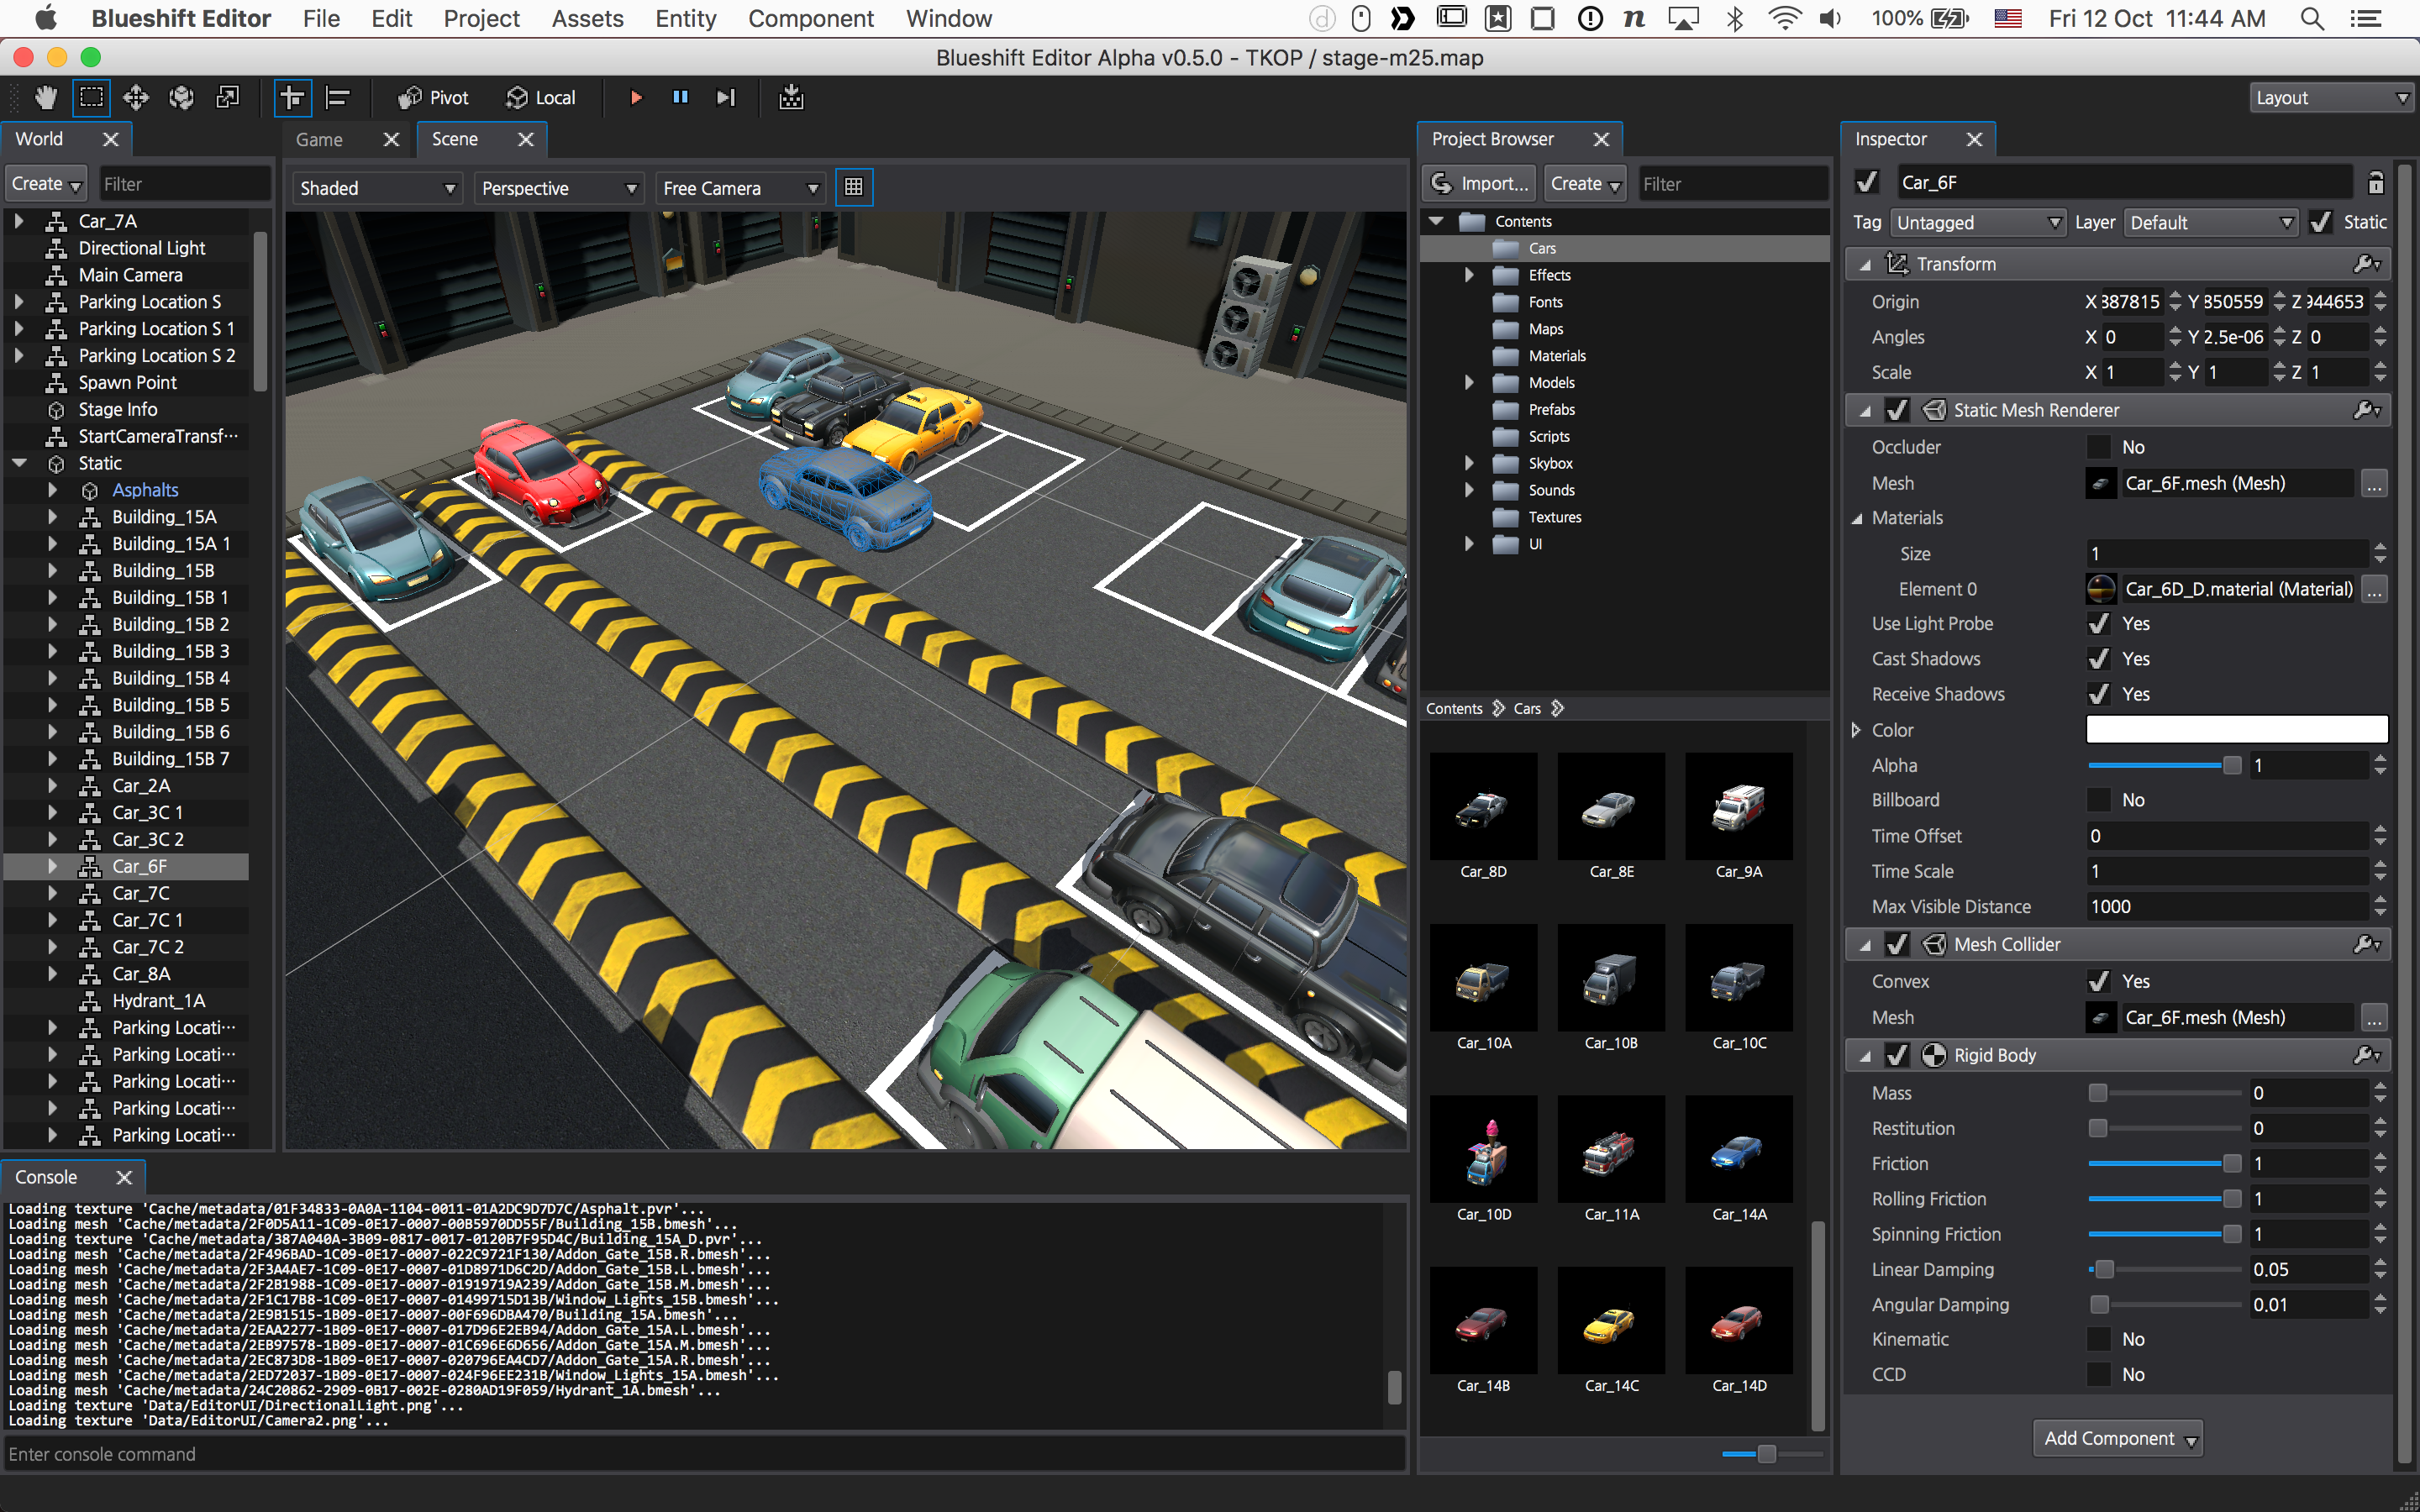 Blueshift Editor File Edit Project Assets Entity Component Window 100% Fri 12 Oct 11:44 AM
Blueshift Editor Alpha v0.5.0 - TKOP / stage-m25.map
Pivot Local Layout
World Game Scene Project Browser Inspector
Create Filter
Car_7A
Directional Light
Main Camera
Parking Location S
Parking Location S 1
Parking Location S 2
Spawn Point
Stage Info
StartCameraTransf···
Static
Asphalts
Building_15A
Building_15A 1
Building_15B
Building_15B 1
Building_15B 2
Building_15B 3
Building_15B 4
Building_15B 5
Building_15B 6
Building_15B 7
Car_2A
Car_3C 1
Car_3C 2
Car_6F
Car_7C
Car_7C 1
Car_7C 2
Car_8A
Hydrant_1A
Parking Locati···
Parking Locati···
Parking Locati···
Parking Locati···
Parking Locati···
Shaded Perspective Free Camera
Console
Loading texture 'Cache/metadata/01F34833-0A0A-1104-0011-01A2DC9D7D7C/Asphalt.pvr'...
Loading mesh 'Cache/metadata/2F0D5A11-1C09-0E17-0007-00B5970DD55F/Building_15B.bmesh'...
Loading texture 'Cache/metadata/387A040A-3B09-0817-0017-0120B7F95D4C/Building_15A_D.pvr'...
Loading mesh 'Cache/metadata/2F496BAD-1C09-0E17-0007-022C9721F130/Addon_Gate_15B.R.bmesh'...
Loading mesh 'Cache/metadata/2F3A4AE7-1C09-0E17-0007-01D8971D6C2D/Addon_Gate_15B.L.bmesh'...
Loading mesh 'Cache/metadata/2F2B1988-1C09-0E17-0007-01919719A239/Addon_Gate_15B.M.bmesh'...
Loading mesh 'Cache/metadata/2F1C17B8-1C09-0E17-0007-01499715D13B/Window_Lights_15B.bmesh'...
Loading mesh 'Cache/metadata/2E9B1515-1B09-0E17-0007-00F696DBA470/Building_15A.bmesh'...
Loading mesh 'Cache/metadata/2EAA2277-1B09-0E17-0007-017D96E2EB94/Addon_Gate_15A.L.bmesh'...
Loading mesh 'Cache/metadata/2EB97578-1B09-0E17-0007-01C696E6D656/Addon_Gate_15A.M.bmesh'...
Loading mesh 'Cache/metadata/2EC873D8-1B09-0E17-0007-020796EA4CD7/Addon_Gate_15A.R.bmesh'...
Loading mesh 'Cache/metadata/2ED72037-1B09-0E17-0007-024F96EE231B/Window_Lights_15A.bmesh'...
Loading mesh 'Cache/metadata/24C20862-2909-0B17-002E-0280AD19F059/Hydrant_1A.bmesh'...
Loading texture 'Data/EditorUI/DirectionalLight.png'...
Loading texture 'Data/EditorUI/Camera2.png'...
Enter console command
Import... Create Filter
Contents
Cars
Effects
Fonts
Maps
Materials
Models
Prefabs
Scripts
Skybox
Sounds
Textures
UI
Contents Cars
Car_8D Car_8E Car_9A
Car_10A Car_10B Car_10C
Car_10D Car_11A Car_14A
Car_14B Car_14C Car_14D
Car_6F
Tag Untagged Layer Default Static
Transform
Origin X 387815 Y 850559 Z 944653
Angles X 0 Y 2.5e-06 Z 0
Scale X 1 Y 1 Z 1
Static Mesh Renderer
Occluder No
Mesh Car_6F.mesh (Mesh) ...
Materials
Size 1
Element 0 Car_6D_D.material (Material) ...
Use Light Probe Yes
Cast Shadows Yes
Receive Shadows Yes
Color
Alpha 1
Billboard No
Time Offset 0
Time Scale 1
Max Visible Distance 1000
Mesh Collider
Convex Yes
Mesh Car_6F.mesh (Mesh) ...
Rigid Body
Mass 0
Restitution 0
Friction 1
Rolling Friction 1
Spinning Friction 1
Linear Damping 0.05
Angular Damping 0.01
Kinematic No
CCD No
Add Component